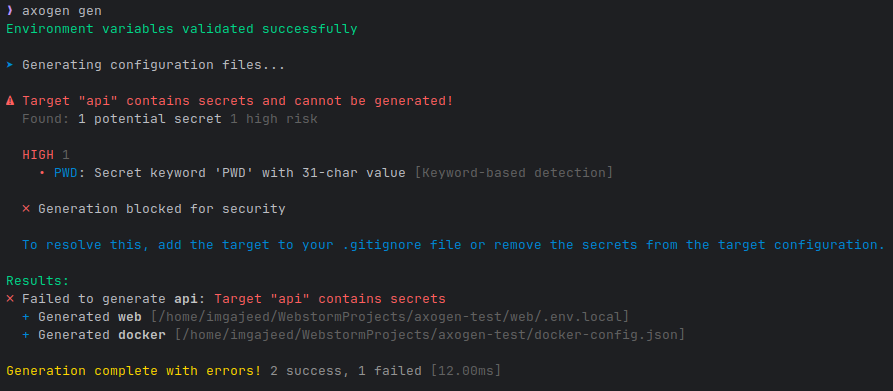 ❯ axogen gen
Environment variables validated successfully
➤ Generating configuration files...
⚠ Target "api" contains secrets and cannot be generated!
Found: 1 potential secret 1 high risk
HIGH 1
• PWD: Secret keyword 'PWD' with 31-char value [Keyword-based detection]
✕ Generation blocked for security
To resolve this, add the target to your .gitignore file or remove the secrets from the target configuration.
Results:
✕ Failed to generate api: Target "api" contains secrets
+ Generated web [/home/imgajeed/WebstormProjects/axogen-test/web/.env.local]
+ Generated docker [/home/imgajeed/WebstormProjects/axogen-test/docker-config.json]
Generation complete with errors! 2 success, 1 failed [12.00ms]